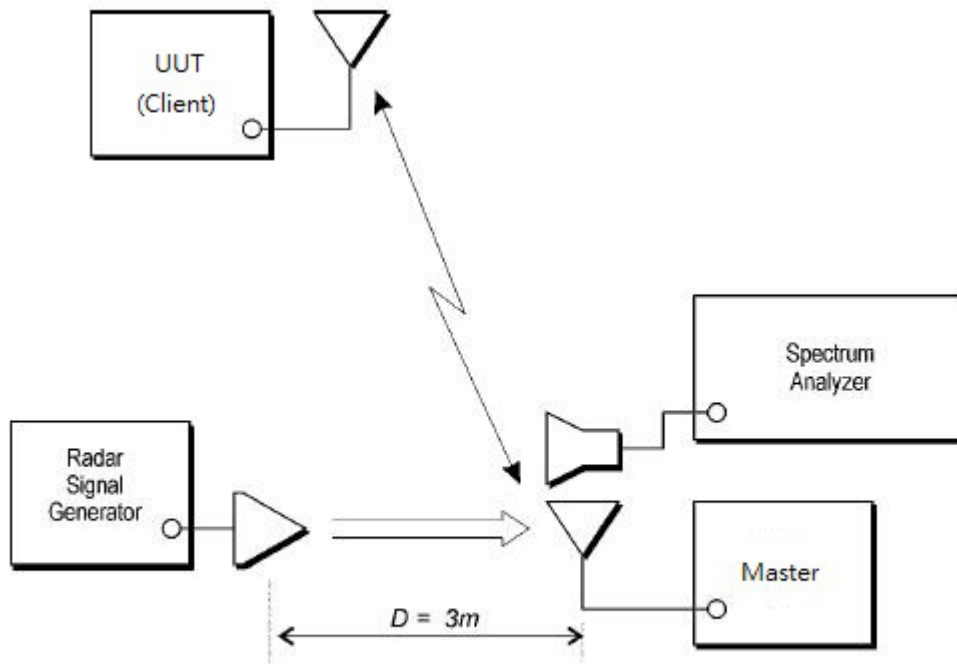 UUT
(Client)
Spectrum
Analyzer
Radar
Signal
Generator
Master
D = 3m